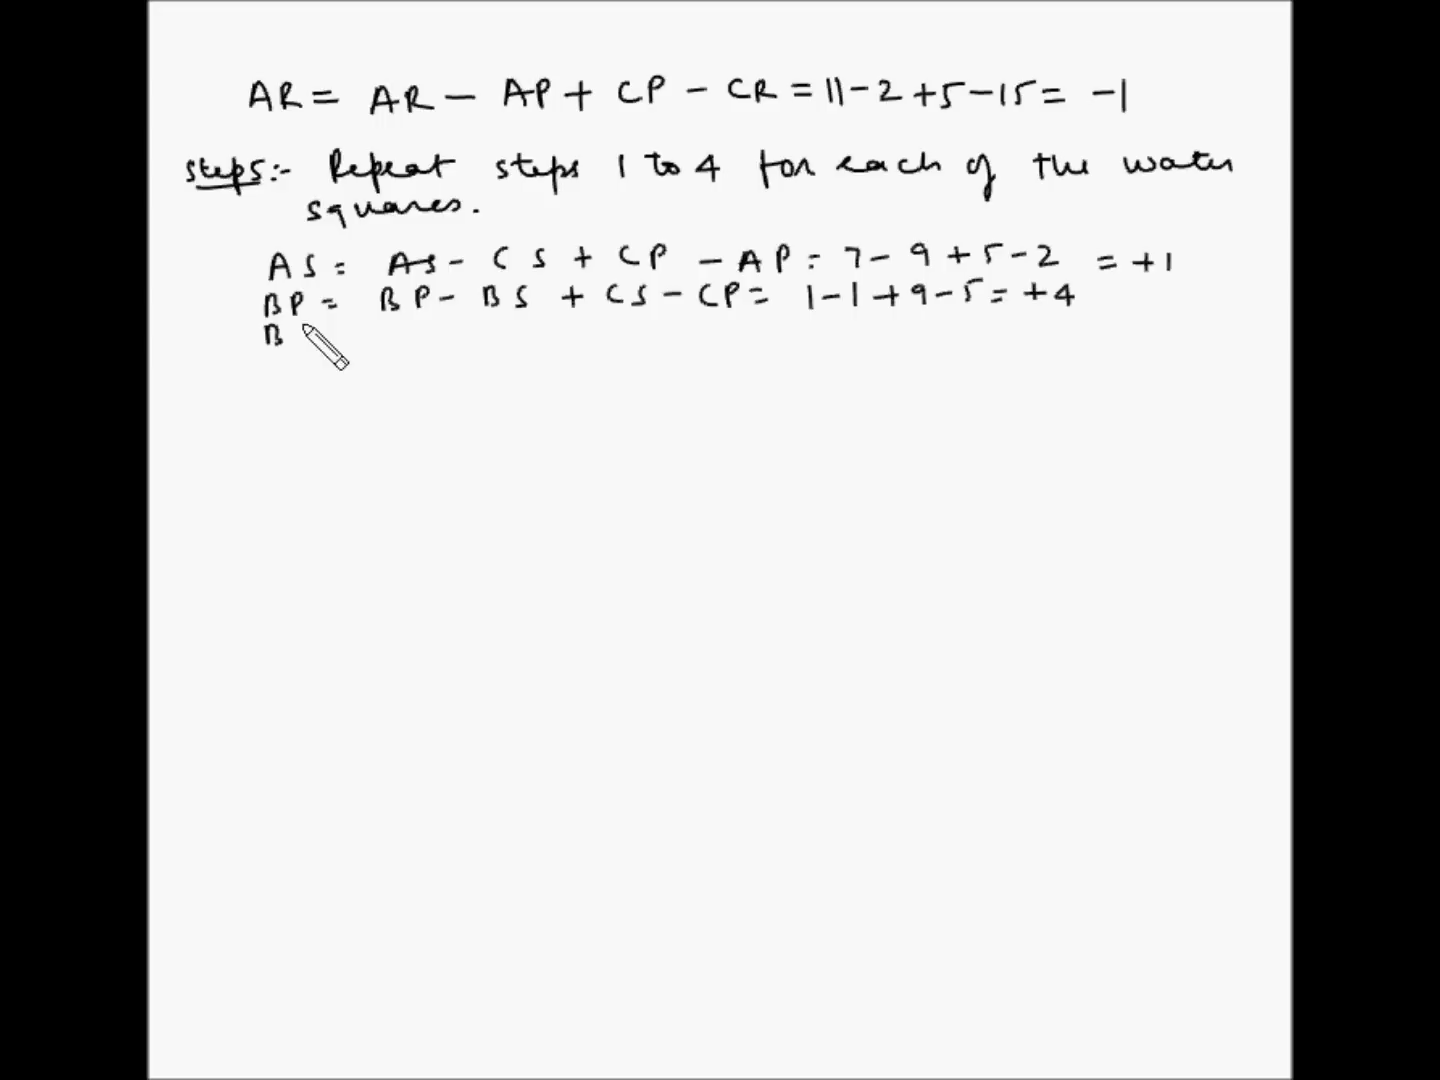 AR = AR - AP + CP - CR = 11-2+5-15 = -1
Step5:- Repeat steps 1 to 4 for each of the water
squares.
AS = AS - CS + CP - AP = 7-9+5-2 = +1
BP = BP - BS + CS - CP = 1-1+9-5 = +4
B